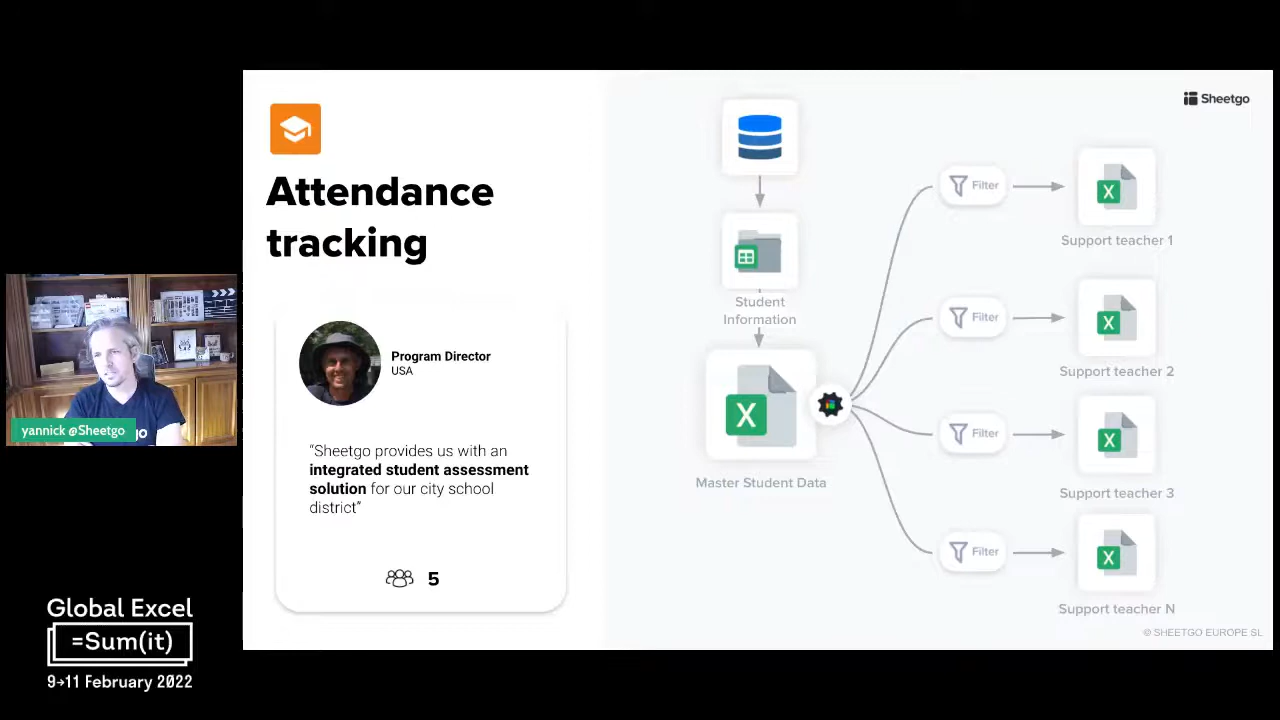 Sheetgo
Attendance
tracking
Program Director
USA
“Sheetgo provides us with an
integrated student assessment
solution for our city school
district”
5
Student
Information
X
Master Student Data
Filter
X
Support teacher 1
Filter
X
Support teacher 2
Filter
X
Support teacher 3
Filter
X
Support teacher N
© SHEETGO EUROPE SL
yannick @Sheetgo
go
Global Excel
=Sum(it)
9→11 February 2022